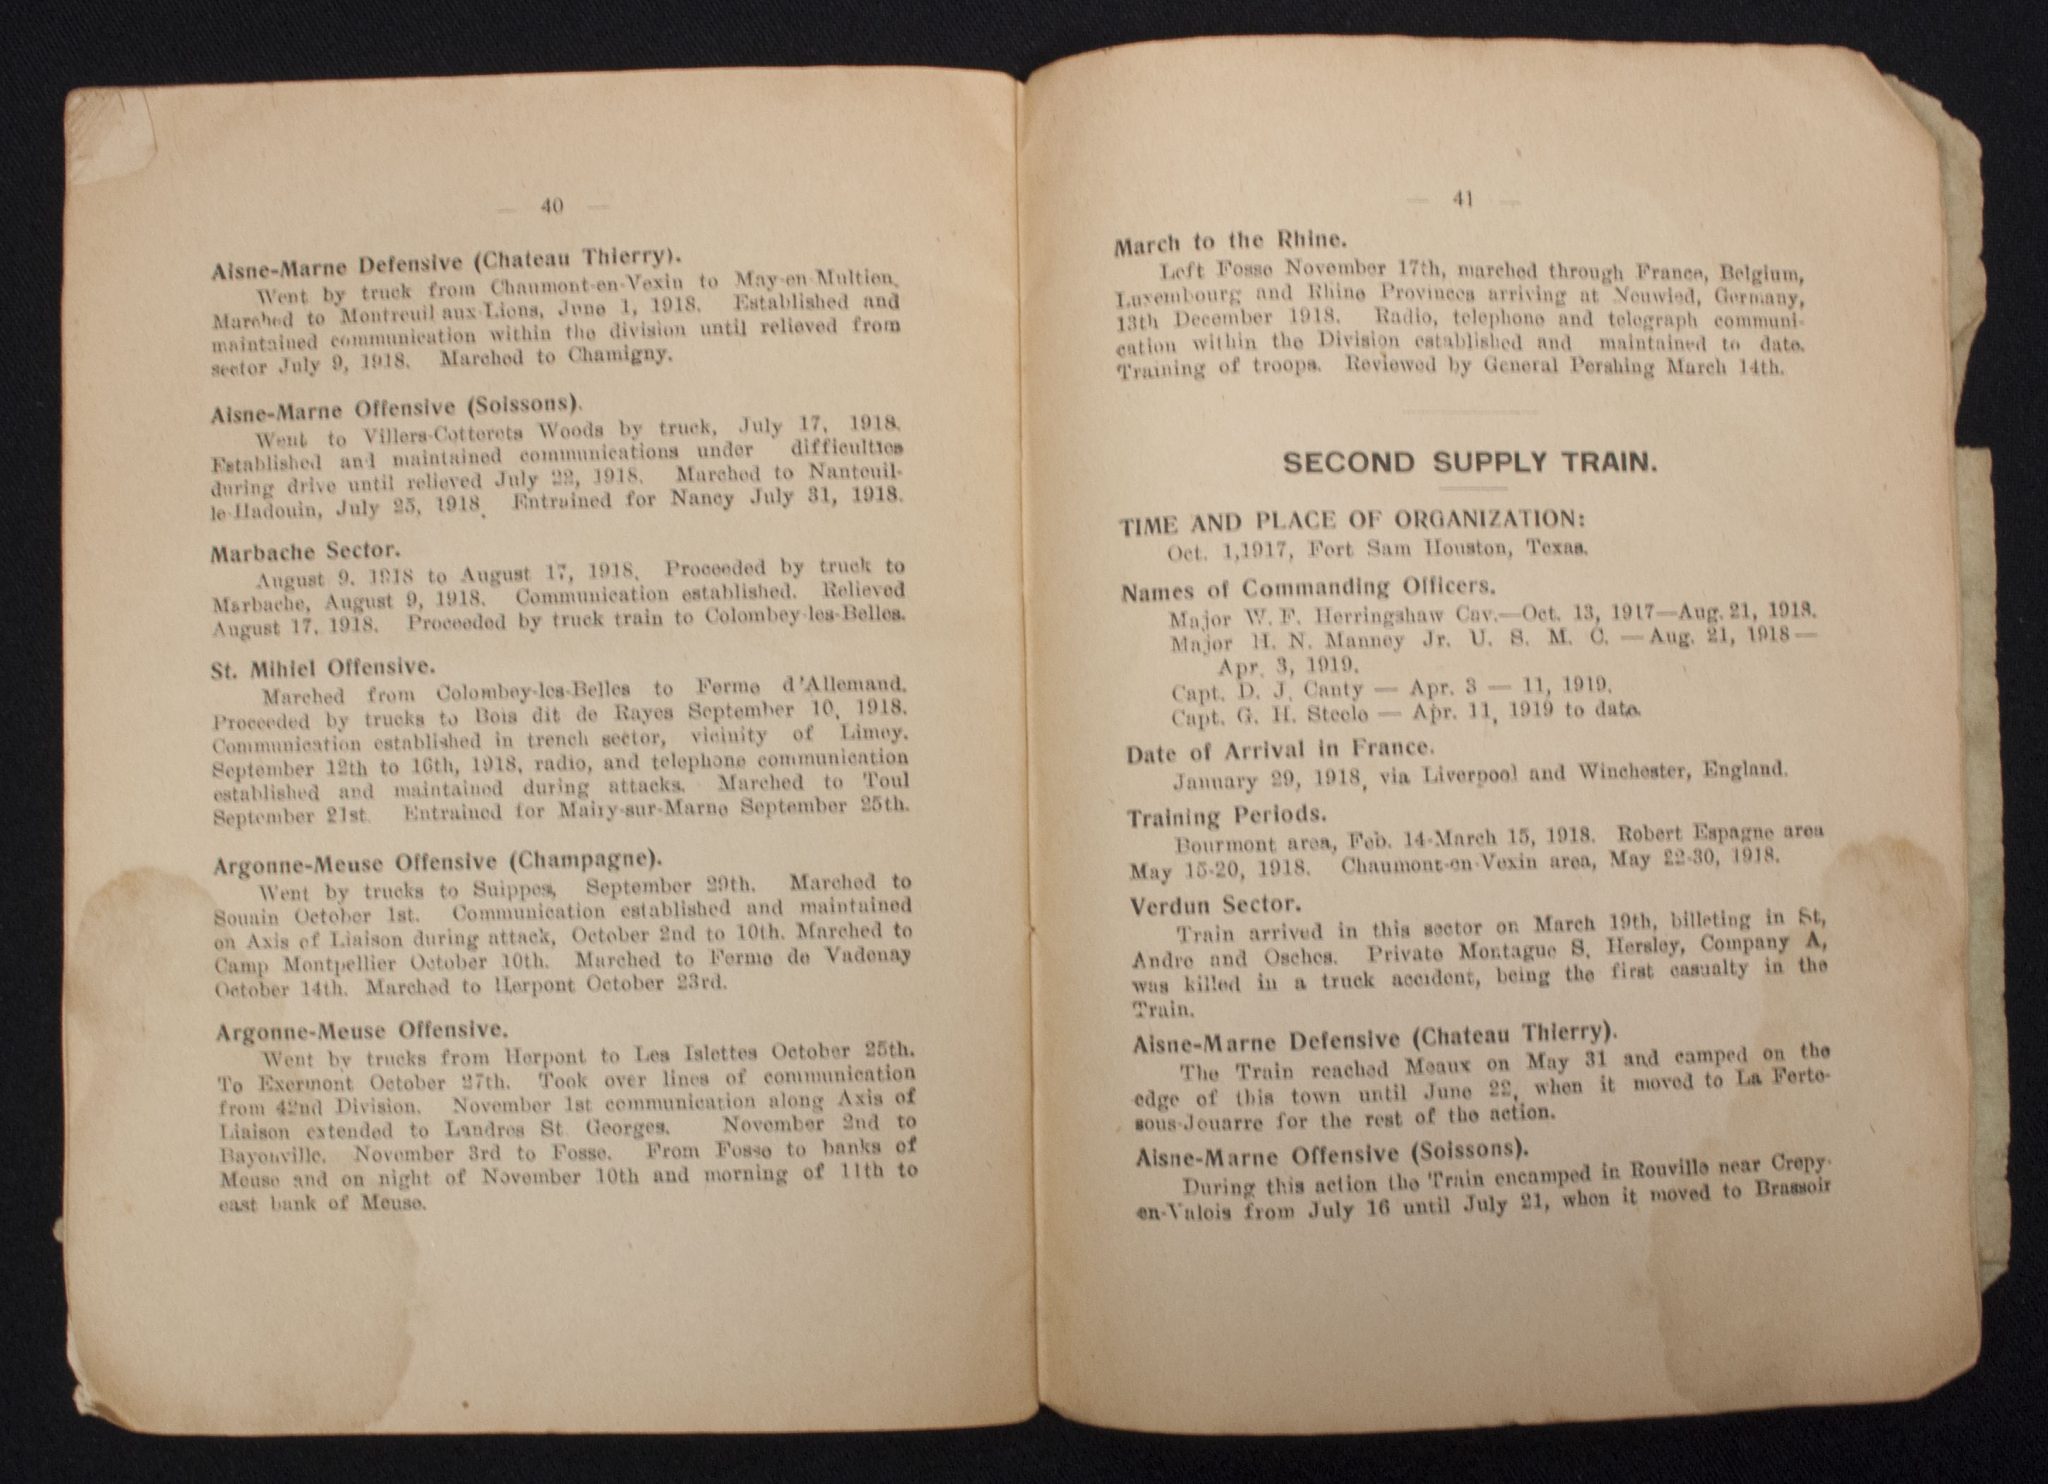 — 40 —
Aisne-Marne Defensive (Chateau Thierry).
Went by truck from Chaumont-en-Vexin to May-en-Multien.
Marched to Montreuil-aux-Lions, June 1, 1918. Established and
maintained communication within the division until relieved from
sector July 9, 1918. Marched to Chamigny.
Aisne-Marne Offensive (Soissons).
Went to Villers-Cotterets Woods by truck, July 17, 1918.
Established and maintained communications under difficulties
during drive until relieved July 22, 1918. Marched to Nanteuil-
le-Hadouin, July 25, 1918. Entrained for Nancy July 31, 1918.
Marbache Sector.
August 9, 1918 to August 17, 1918. Proceeded by truck to
Marbache, August 9, 1918. Communication established. Relieved
August 17, 1918. Proceeded by truck train to Colombey-les-Belles.
St. Mihiel Offensive.
Marched from Colombey-les-Belles to Ferme d'Allemand.
Proceeded by trucks to Bois dit de Rayes September 10, 1918.
Communication established in trench sector, vicinity of Limey.
September 12th to 16th, 1918, radio, and telephone communication
established and maintained during attacks. Marched to Toul
September 21st. Entrained for Mairy-sur-Marne September 25th.
Argonne-Meuse Offensive (Champagne).
Went by trucks to Suippes, September 29th. Marched to
Souain October 1st. Communication established and maintained
on Axis of Liaison during attack, October 2nd to 10th. Marched to
Camp Montpellier October 10th. Marched to Ferme de Vadenay
October 14th. Marched to Herpont October 23rd.
Argonne-Meuse Offensive.
Went by trucks from Herpont to Les Islettes October 25th.
To Exermont October 27th. Took over lines of communication
from 42nd Division. November 1st communication along Axis of
Liaison extended to Landres St. Georges. November 2nd to
Bayonville. November 3rd to Fosse. From Fosse to banks of
Meuse and on night of November 10th and morning of 11th to
east bank of Meuse.
— 41 —
March to the Rhine.
Left Fosse November 17th, marched through France, Belgium,
Luxembourg and Rhine Provinces arriving at Neuwied, Germany,
13th December 1918. Radio, telephone and telegraph communi-
cation within the Division established and maintained to date.
Training of troops. Reviewed by General Pershing March 14th.
SECOND SUPPLY TRAIN.
TIME AND PLACE OF ORGANIZATION:
Oct. 1,1917, Fort Sam Houston, Texas.
Names of Commanding Officers.
Major W. F. Herringshaw Cav.—Oct. 13, 1917—Aug. 21, 1918.
Major H. N. Manney Jr. U. S. M. C. — Aug. 21, 1918 —
Apr. 3, 1919.
Capt. D. J. Canty — Apr. 3 — 11, 1919.
Capt. G. H. Steele — Apr. 11, 1919 to date.
Date of Arrival in France.
January 29, 1918, via Liverpool and Winchester, England.
Training Periods.
Bourmont area, Feb. 14-March 15, 1918. Robert Espagne area
May 15-20, 1918. Chaumont-en-Vexin area, May 22-30, 1918.
Verdun Sector.
Train arrived in this sector on March 19th, billeting in St,
Andre and Osches. Private Montague S. Hersley, Company A,
was killed in a truck accident, being the first casualty in the
Train.
Aisne-Marne Defensive (Chateau Thierry).
The Train reached Meaux on May 31 and camped on the
edge of this town until June 22, when it moved to La Ferte-
sous-Jouarre for the rest of the action.
Aisne-Marne Offensive (Soissons).
During this action the Train encamped in Rouville near Crepy-
en-Valois from July 16 until July 21, when it moved to Brassoir